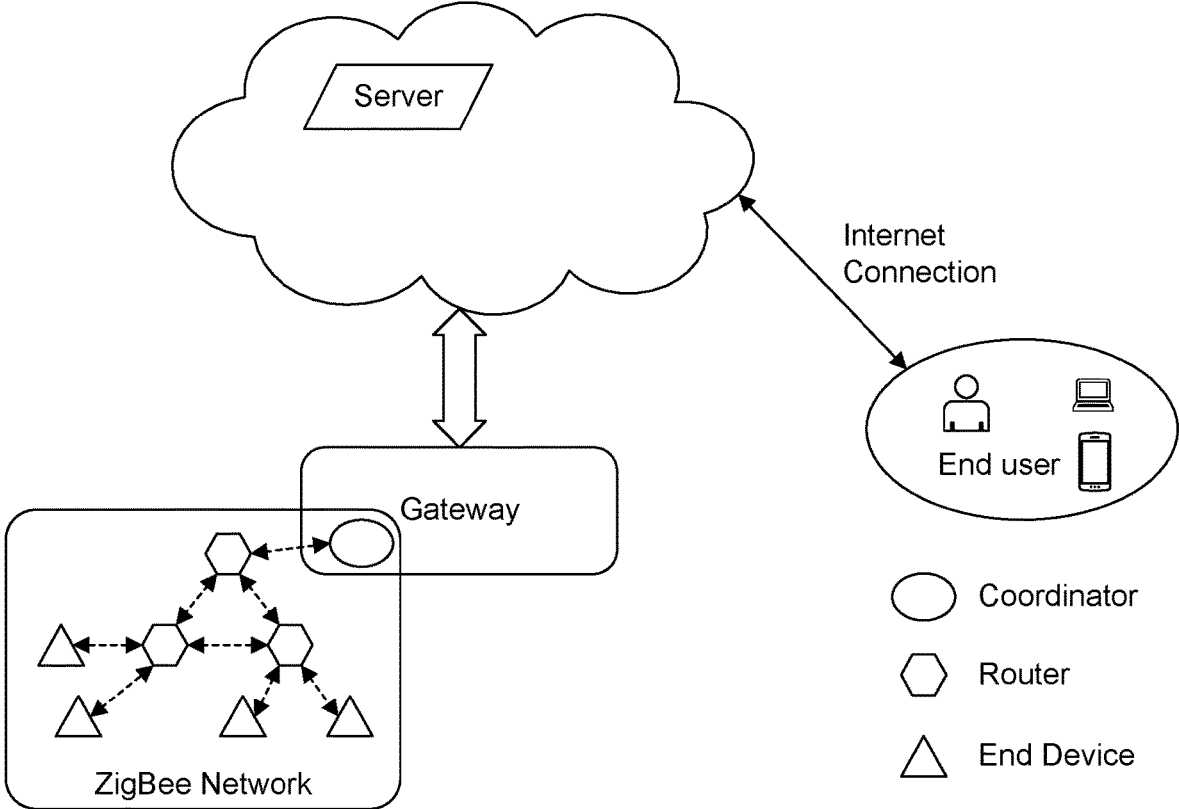 Server
Internet
Connection
End user
Gateway
Coordinator
Router
End Device
ZigBee Network